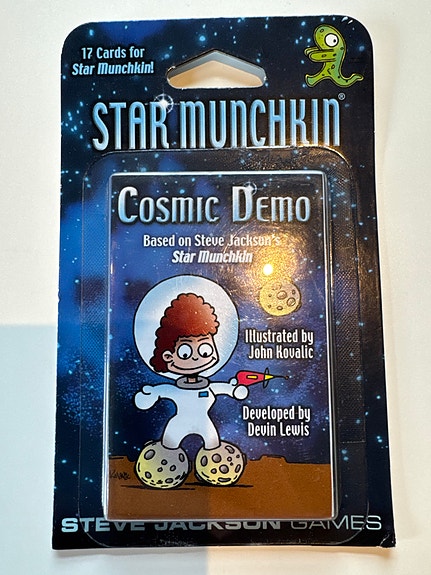 17 Cards for
Star Munchkin!
STAR MUNCHKIN®
COSMIC DEMO
Based on Steve Jackson's
Star Munchkin
Illustrated by
John Kovalic
Developed by
Devin Lewis
STEVE JACKSON GAMES